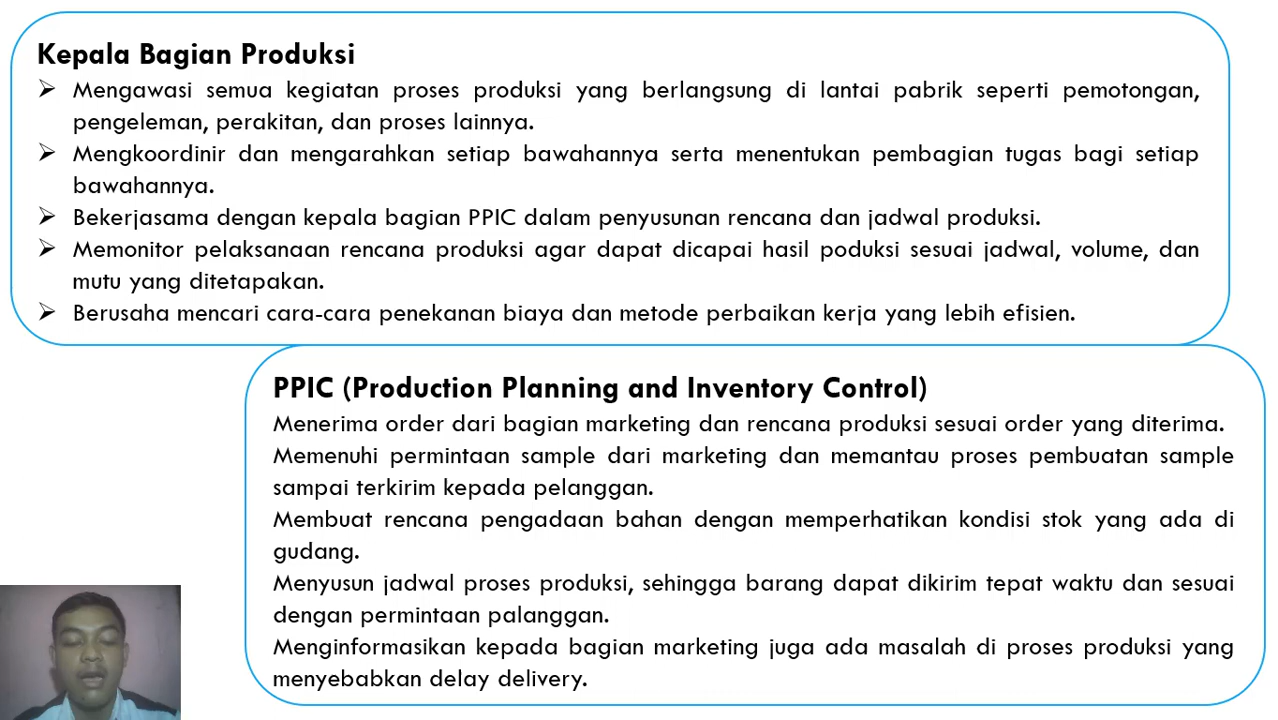 Kepala Bagian Produksi
➢ Mengawasi semua kegiatan proses produksi yang berlangsung di lantai pabrik seperti pemotongan,
pengeleman, perakitan, dan proses lainnya.
➢ Mengkoordinir dan mengarahkan setiap bawahannya serta menentukan pembagian tugas bagi setiap
bawahannya.
➢ Bekerjasama dengan kepala bagian PPIC dalam penyusunan rencana dan jadwal produksi.
➢ Memonitor pelaksanaan rencana produksi agar dapat dicapai hasil poduksi sesuai jadwal, volume, dan
mutu yang ditetapakan.
➢ Berusaha mencari cara-cara penekanan biaya dan metode perbaikan kerja yang lebih efisien.
PPIC (Production Planning and Inventory Control)
Menerima order dari bagian marketing dan rencana produksi sesuai order yang diterima.
Memenuhi permintaan sample dari marketing dan memantau proses pembuatan sample
sampai terkirim kepada pelanggan.
Membuat rencana pengadaan bahan dengan memperhatikan kondisi stok yang ada di
gudang.
Menyusun jadwal proses produksi, sehingga barang dapat dikirim tepat waktu dan sesuai
dengan permintaan palanggan.
Menginformasikan kepada bagian marketing juga ada masalah di proses produksi yang
menyebabkan delay delivery.